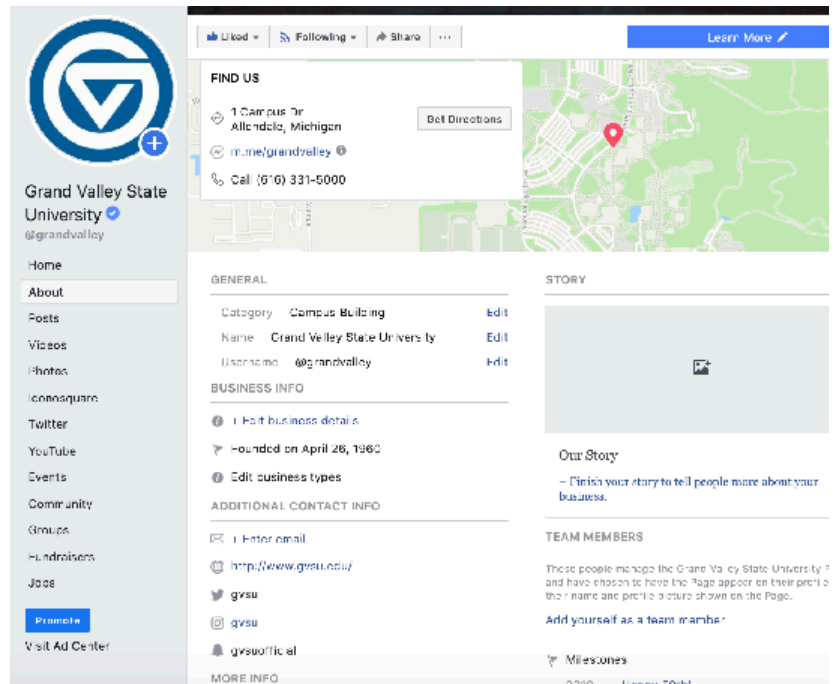 Liked
Following
Share
...
Learn More
FIND US
1 Campus Dr
Allendale, Michigan
Get Directions
m.me/grandvalley
Call (616) 331-5000
Grand Valley State
University
@grandvalley
Home
About
Posts
Videos
Photos
Iconosquare
Twitter
YouTube
Events
Community
Groups
Fundraisers
Jobs
Promote
Visit Ad Center
GENERAL
Category Campus Building Edit
Name Grand Valley State University Edit
Username @grandvalley Edit
BUSINESS INFO
+ Edit business details
Founded on April 26, 1960
Edit business types
ADDITIONAL CONTACT INFO
+ Enter email
http://www.gvsu.edu/
gvsu
gvsu
gvsuofficial
MORE INFO
STORY
Our Story
+ Finish your story to tell people more about your
business.
TEAM MEMBERS
These people manage the Grand Valley State University
and have chosen to have the Page appear on their profile
their name and profile picture shown on the Page.
Add yourself as a team member
Milestones